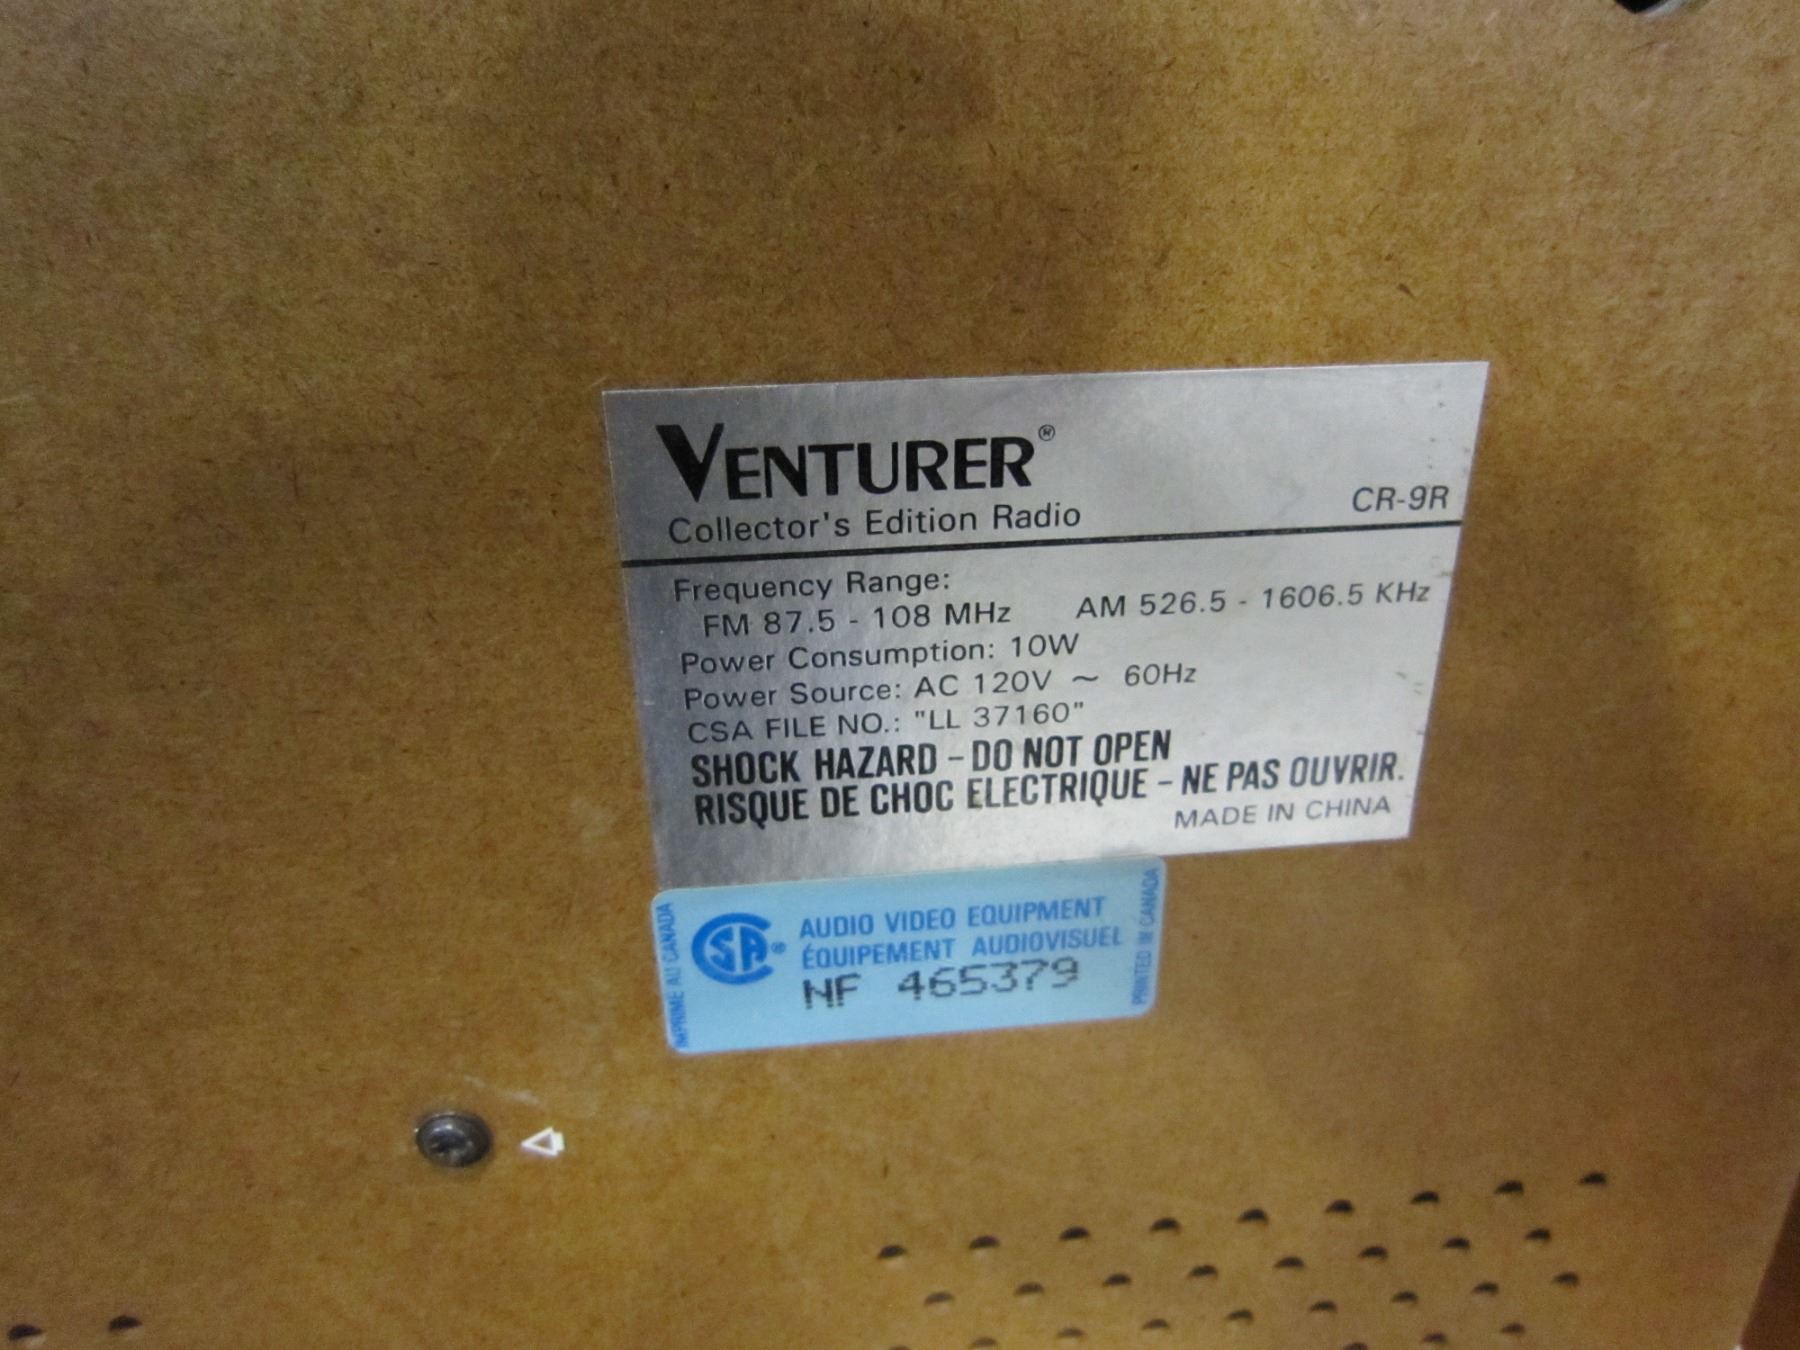 VENTURER®
Collector's Edition Radio CR-9R
Frequency Range:
FM 87.5 - 108 MHz AM 526.5 - 1606.5 KHz
Power Consumption: 10W
Power Source: AC 120V ~ 60Hz
CSA FILE NO.: "LL 37160"
SHOCK HAZARD – DO NOT OPEN
RISQUE DE CHOC ELECTRIQUE – NE PAS OUVRIR.
MADE IN CHINA
IMPRIMÉ AU CANADA
CSA®
AUDIO VIDEO EQUIPMENT
ÉQUIPEMENT AUDIOVISUEL
NF 465379
PRINTED IN CANADA